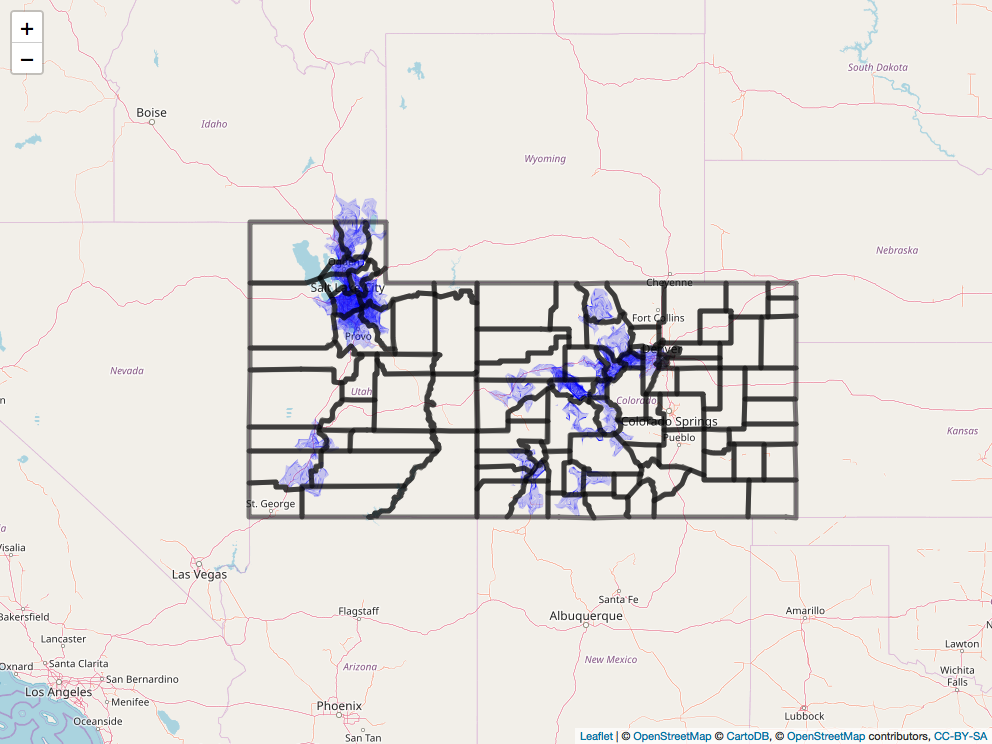 +
−
South Dakota
Boise
Idaho
Wyoming
Nebraska
Ogden
Cheyenne
Salt Lake City
Fort Collins
Provo
Denver
Nevada
Utah
Colorado
Colorado Springs
Kansas
Pueblo
St. George
Visalia
Las Vegas
Santa Fe
Flagstaff
Amarillo
Albuquerque
Bakersfield
Lancaster
Lawton
Oxnard
Santa Clarita
Arizona
New Mexico
Wichita
Falls
San Bernardino
Los Angeles
Menifee
Phoenix
Oceanside
Lubbock
San Tan
Leaflet | © OpenStreetMap © CartoDB, © OpenStreetMap contributors, CC-BY-SA